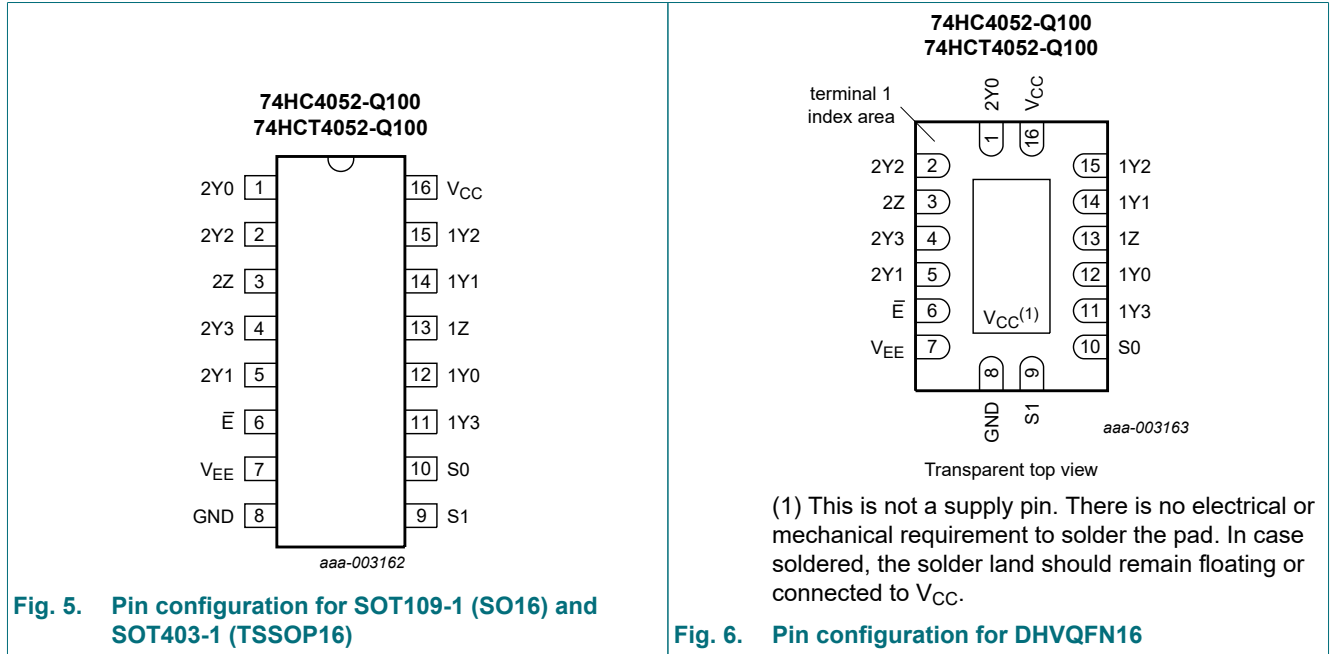 74HC4052-Q100
74HCT4052-Q100
2Y0 1 16 VCC
2Y2 2 15 1Y2
2Z 3 14 1Y1
2Y3 4 13 1Z
2Y1 5 12 1Y0
E̅ 6 11 1Y3
VEE 7 10 S0
GND 8 9 S1
aaa-003162
Fig. 5. Pin configuration for SOT109-1 (SO16) and
SOT403-1 (TSSOP16)
74HC4052-Q100
74HCT4052-Q100
terminal 1
index area
2Y0 VCC
1 16
2Y2 2 15 1Y2
2Z 3 14 1Y1
2Y3 4 13 1Z
2Y1 5 12 1Y0
E̅ 6 11 1Y3
VCC(1)
VEE 7 10 S0
8 9
GND S1
aaa-003163
Transparent top view
(1) This is not a supply pin. There is no electrical or
mechanical requirement to solder the pad. In case
soldered, the solder land should remain floating or
connected to VCC.
Fig. 6. Pin configuration for DHVQFN16